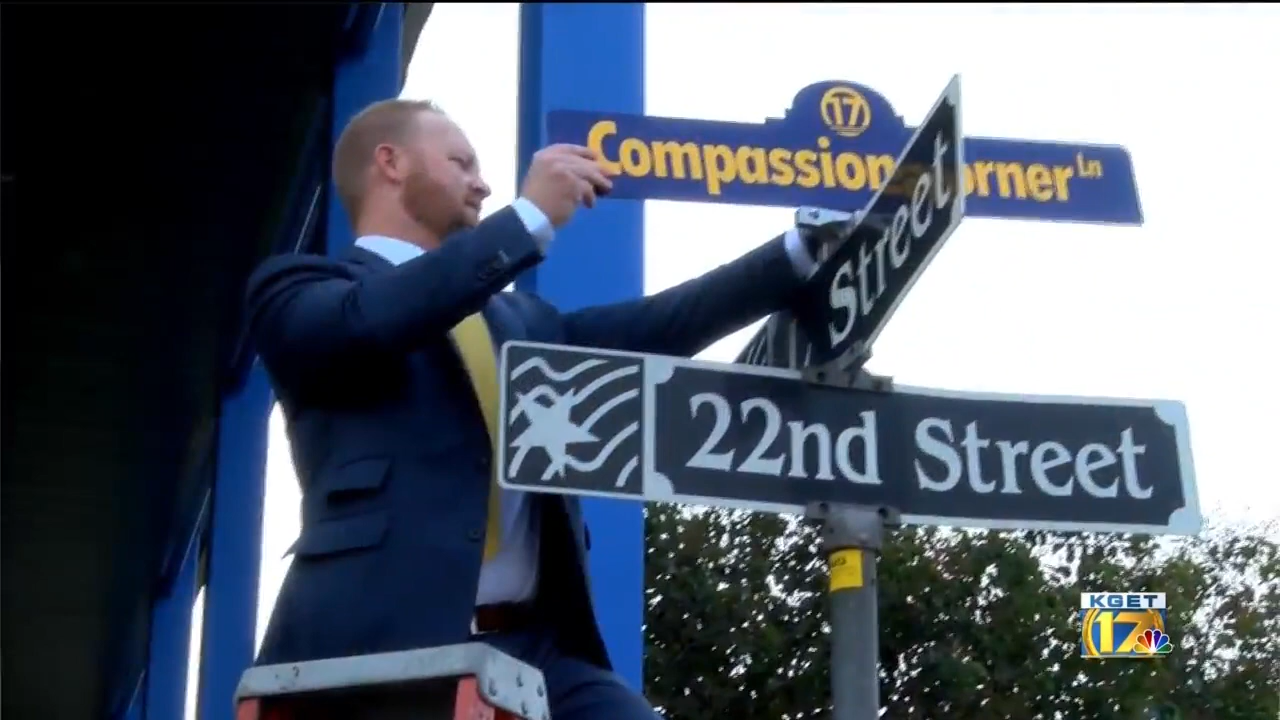 17
Compassion orner Ln
Street
22nd Street
KGET
17